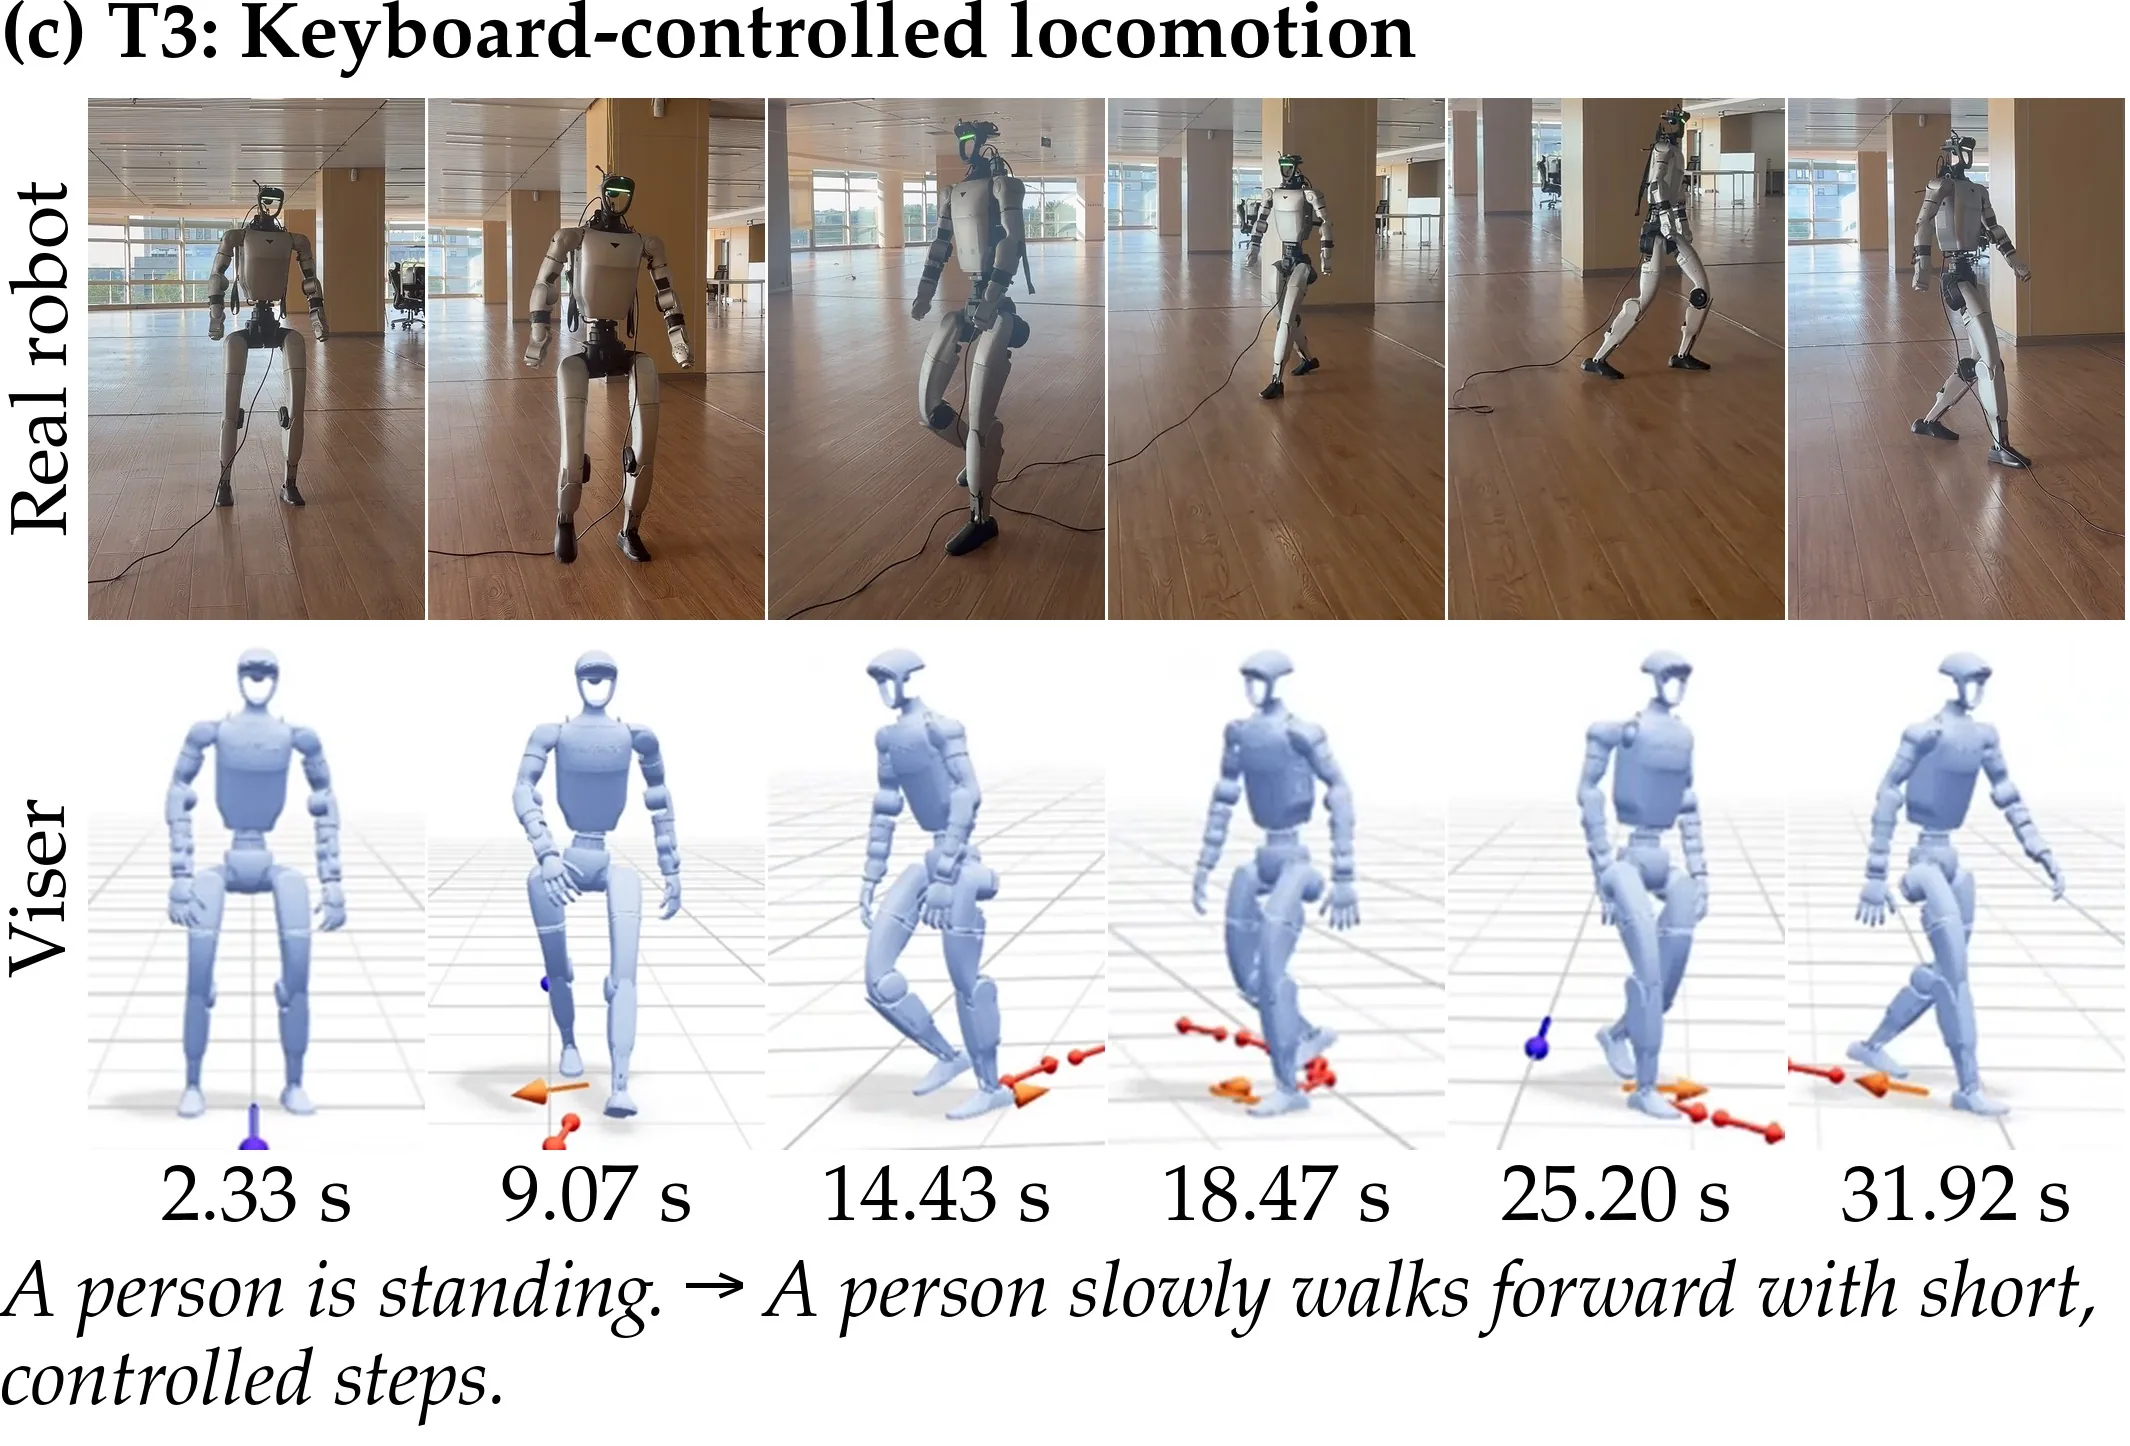 (c) T3: Keyboard-controlled locomotion
Real robot
Viser
2.33 s 9.07 s 14.43 s 18.47 s 25.20 s 31.92 s
A person is standing. → A person slowly walks forward with short,
controlled steps.